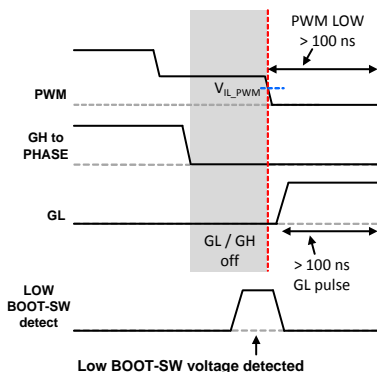 PWM LOW
> 100 ns
V_IL_PWM
PWM
GH to
PHASE
GL
GL / GH
off
> 100 ns
GL pulse
LOW
BOOT-SW
detect
Low BOOT-SW voltage detected